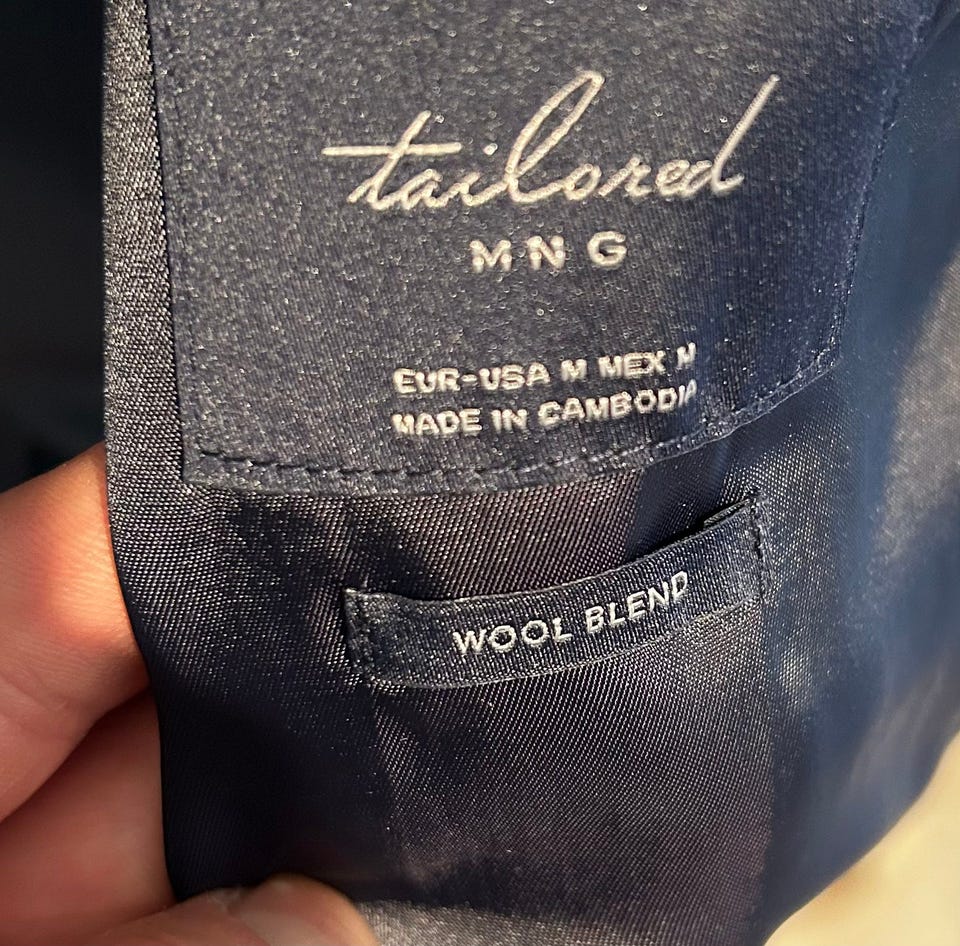 tailored
MNG
EUR-USA M MEX M
MADE IN CAMBODIA
WOOL BLEND